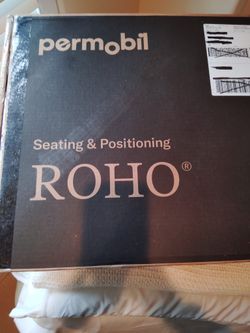 permobil
Seating & Positioning
ROHO®